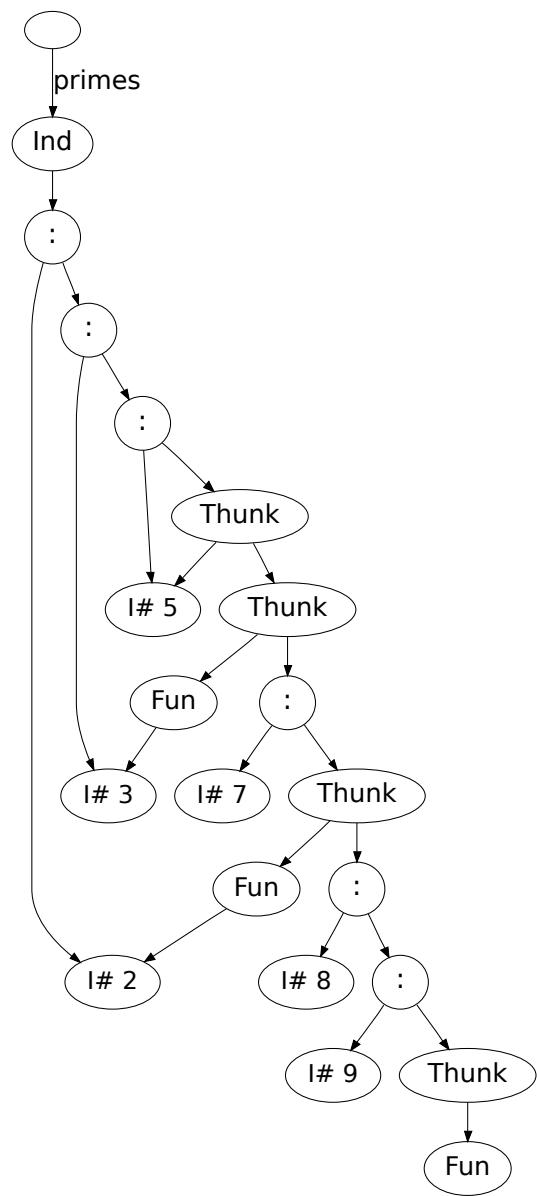 primes
Ind
:
:
:
Thunk
I# 5
Thunk
Fun
:
I# 3
I# 7
Thunk
Fun
:
I# 2
I# 8
:
I# 9
Thunk
Fun